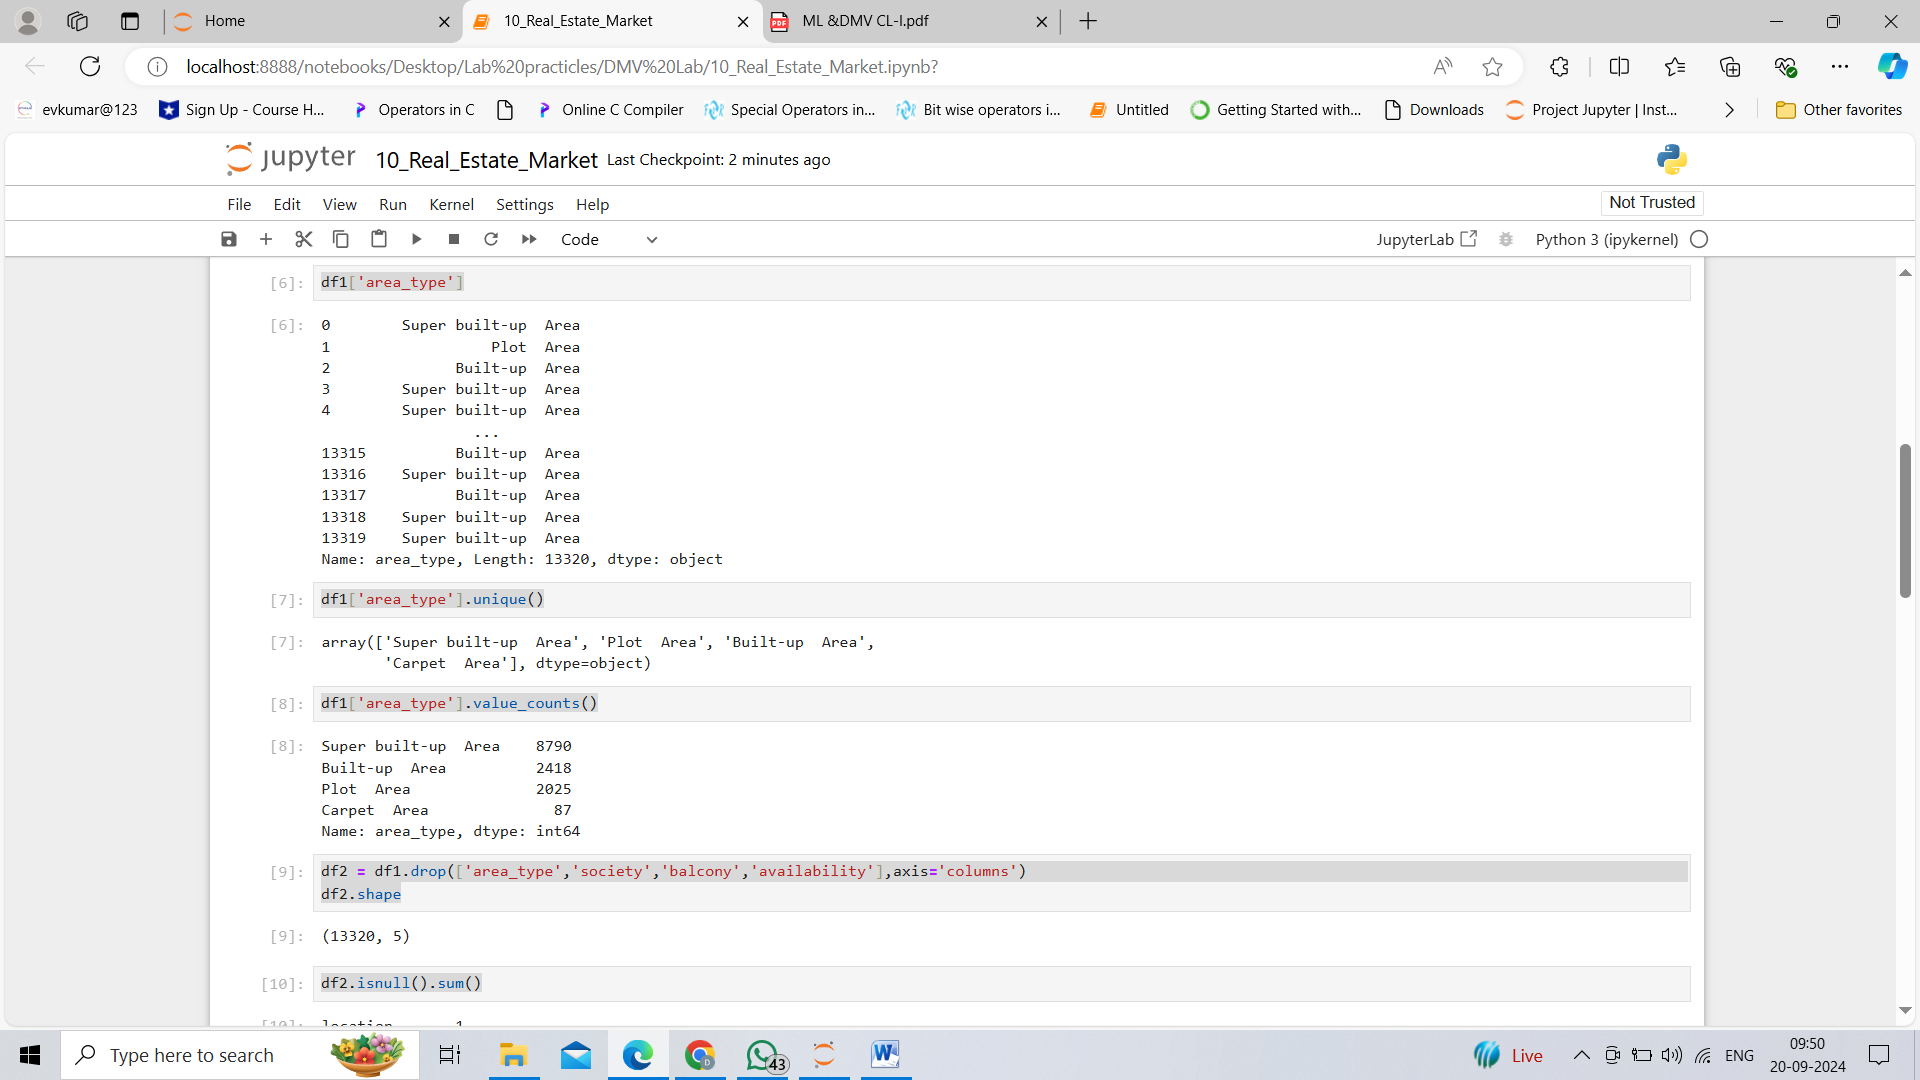 Home
10_Real_Estate_Market
PDF
ML &DMV CL-I.pdf
localhost:8888/notebooks/Desktop/Lab%20practicles/DMV%20Lab/10_Real_Estate_Market.ipynb?
evkumar@123
Sign Up - Course H...
Operators in C
Online C Compiler
Special Operators in...
Bit wise operators i...
Untitled
Getting Started with...
Downloads
Project Jupyter | Inst...
Other favorites
jupyter 10_Real_Estate_Market Last Checkpoint: 2 minutes ago
File Edit View Run Kernel Settings Help
Not Trusted
Code
JupyterLab
Python 3 (ipykernel)
[6]: df1['area_type']
[6]: 0        Super built-up  Area
1                  Plot  Area
2              Built-up  Area
3        Super built-up  Area
4        Super built-up  Area
...
13315          Built-up  Area
13316    Super built-up  Area
13317          Built-up  Area
13318    Super built-up  Area
13319    Super built-up  Area
Name: area_type, Length: 13320, dtype: object
[7]: df1['area_type'].unique()
[7]: array(['Super built-up  Area', 'Plot  Area', 'Built-up  Area',
'Carpet  Area'], dtype=object)
[8]: df1['area_type'].value_counts()
[8]: Super built-up  Area    8790
Built-up  Area          2418
Plot  Area              2025
Carpet  Area              87
Name: area_type, dtype: int64
[9]: df2 = df1.drop(['area_type','society','balcony','availability'],axis='columns')
df2.shape
[9]: (13320, 5)
[10]: df2.isnull().sum()
[10]: location       1
Type here to search
43
Live
ENG
09:50
20-09-2024